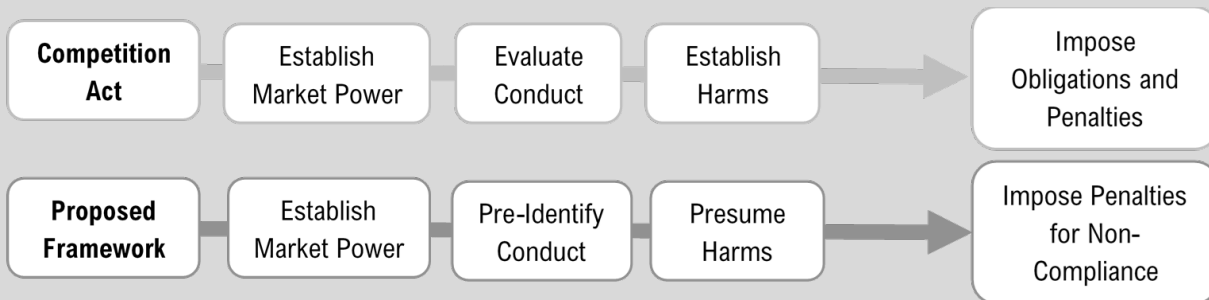 Competition
Act
Establish
Market Power
Evaluate
Conduct
Establish
Harms
Impose
Obligations and
Penalties
Proposed
Framework
Establish
Market Power
Pre-Identify
Conduct
Presume
Harms
Impose Penalties
for Non-
Compliance